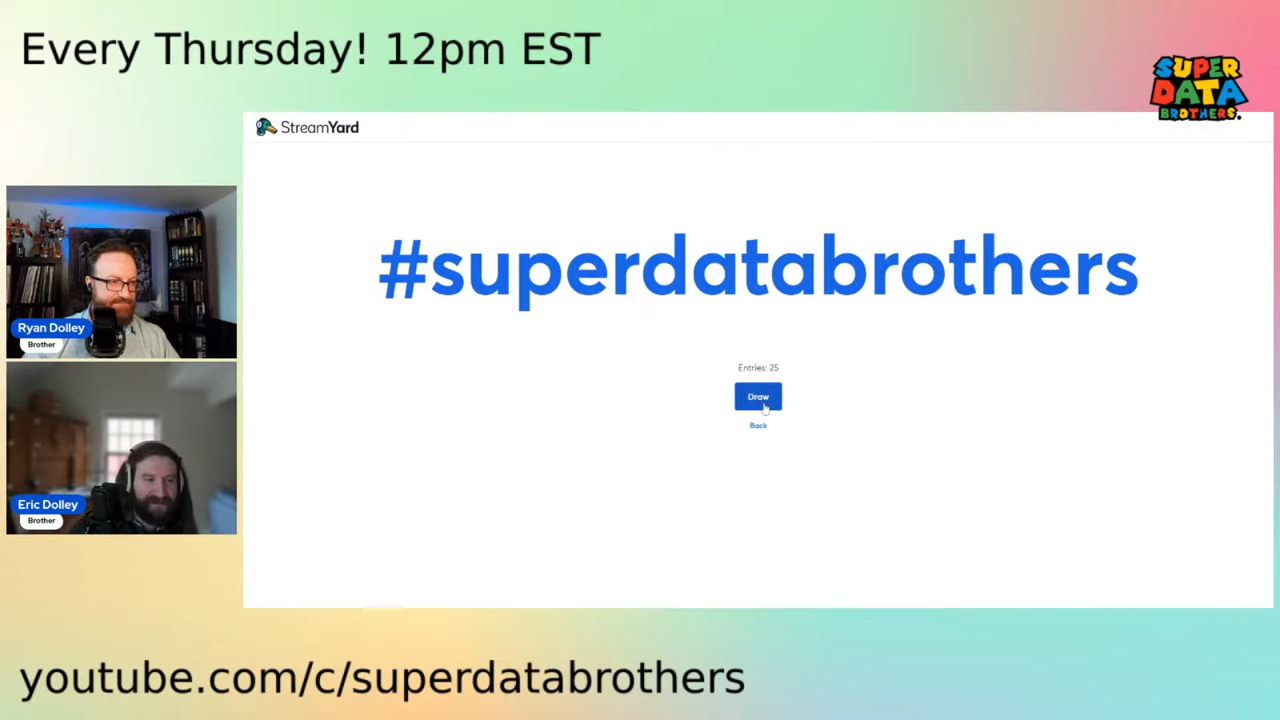 Every Thursday! 12pm EST
SUPER
DATA
BROTHERS.
StreamYard
#superdatabrothers
Entries: 25
Draw
Back
Ryan Dolley
Brother
Eric Dolley
Brother
youtube.com/c/superdatabrothers